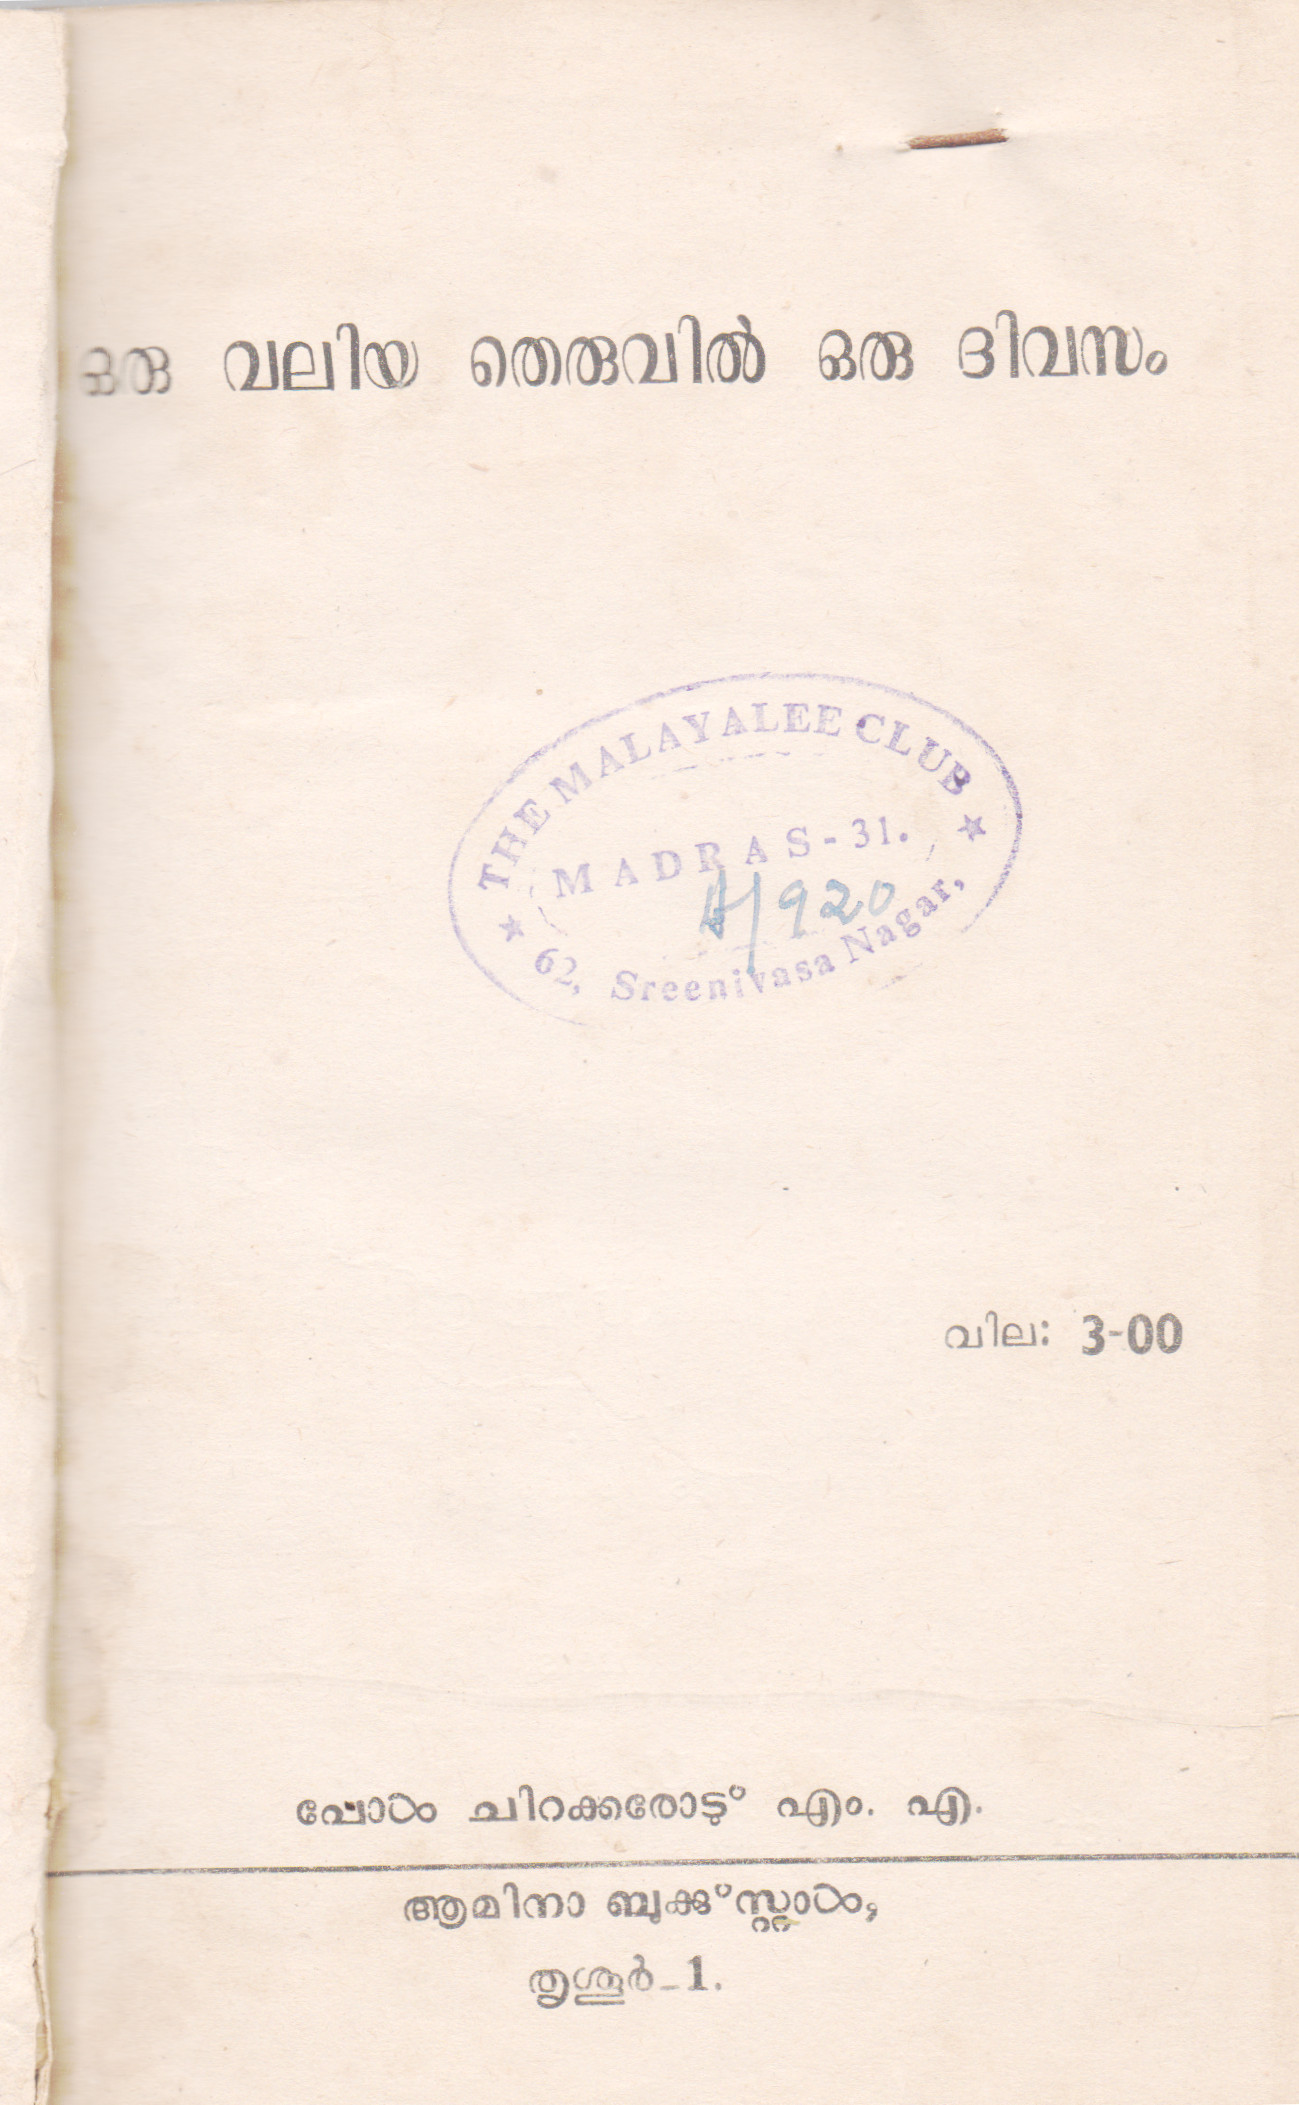 ഒരു വലിയ തെരുവിൽ ഒരു ദിവസം
THE MALAYALEE CLUB
MADRAS-31.
A/920
62, Sreenivasa Nagar,
വില: 3-00
പോൾ ചിറക്കരോടു് എം. എ.
ആമിനാ ബുക്കു്സ്റ്റാൾ,
തൃശൂർ-1.